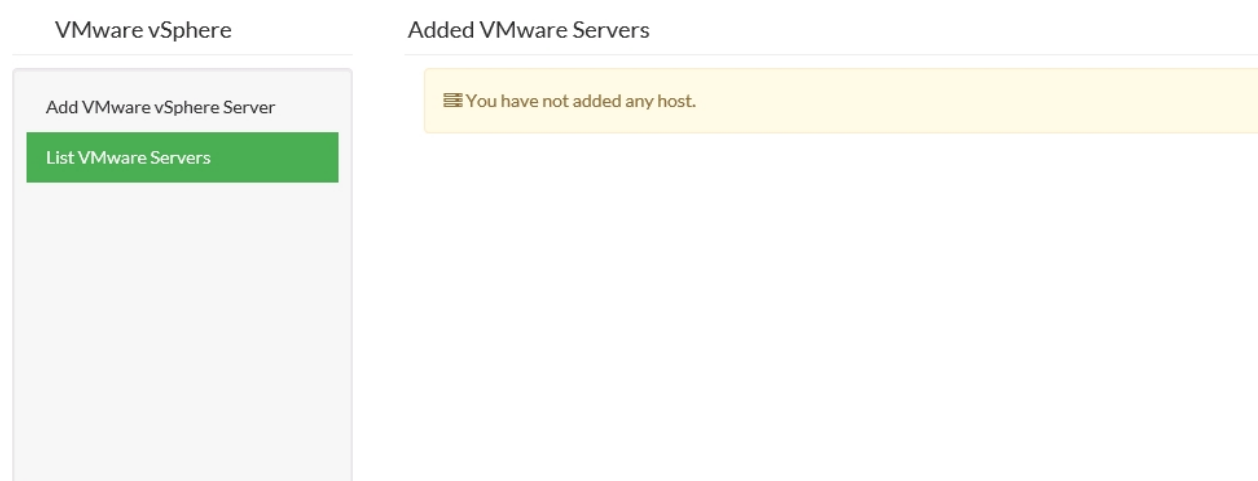 VMware vSphere
Added VMware Servers
Add VMware vSphere Server
List VMware Servers
You have not added any host.